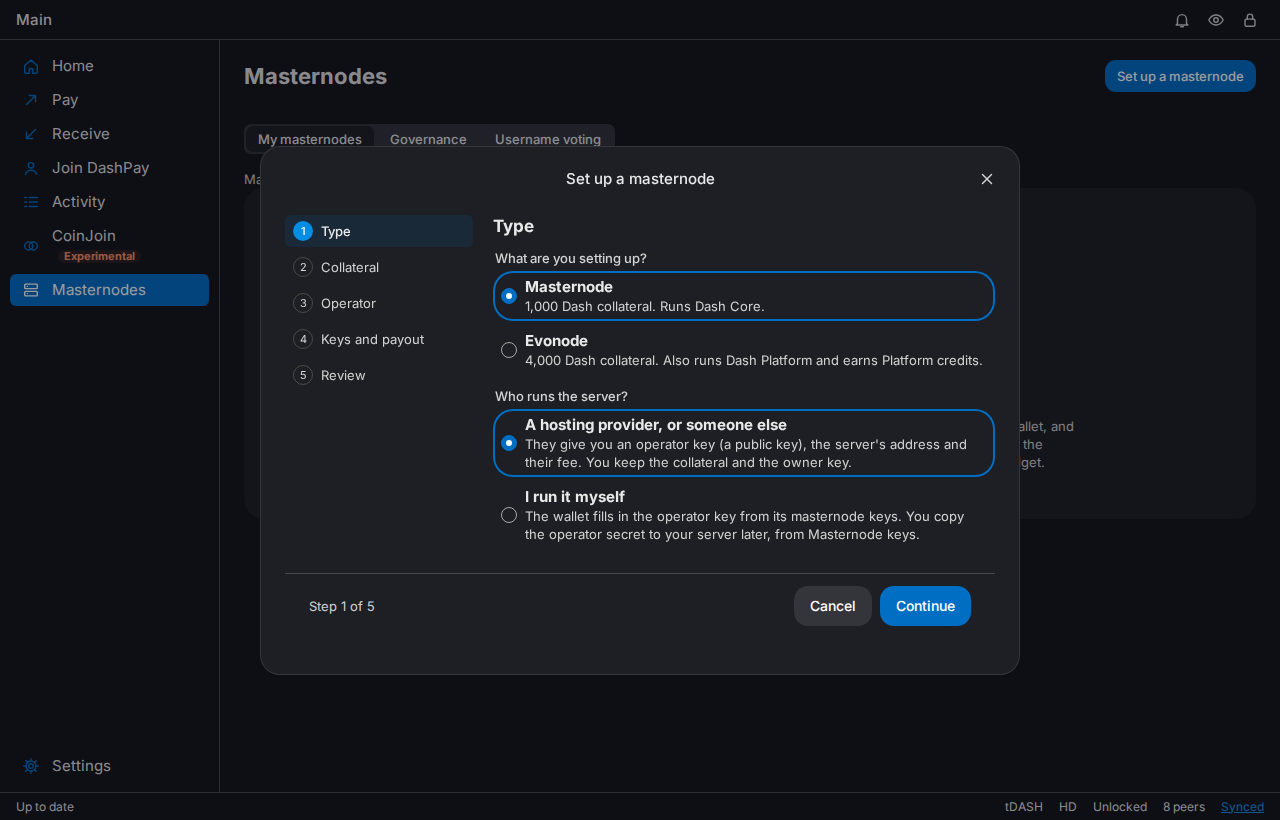 Main
Home
Pay
Receive
Join DashPay
Activity
CoinJoin
Experimental
Masternodes
Settings
Masternodes
Set up a masternode
My masternodes
Governance
Username voting
Set up a masternode
1 Type
2 Collateral
3 Operator
4 Keys and payout
5 Review
Type
What are you setting up?
Masternode
1,000 Dash collateral. Runs Dash Core.
Evonode
4,000 Dash collateral. Also runs Dash Platform and earns Platform credits.
Who runs the server?
A hosting provider, or someone else
They give you an operator key (a public key), the server's address and
their fee. You keep the collateral and the owner key.
I run it myself
The wallet fills in the operator key from its masternode keys. You copy
the operator secret to your server later, from Masternode keys.
and
the
Step 1 of 5
Cancel
Continue
Up to date
tDASH
HD
Unlocked
8 peers
Synced